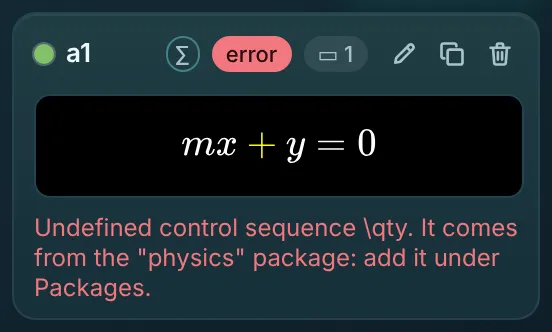 a1 ∑ error ▭ 1
mx + y = 0
Undefined control sequence \qty. It comes
from the "physics" package: add it under
Packages.